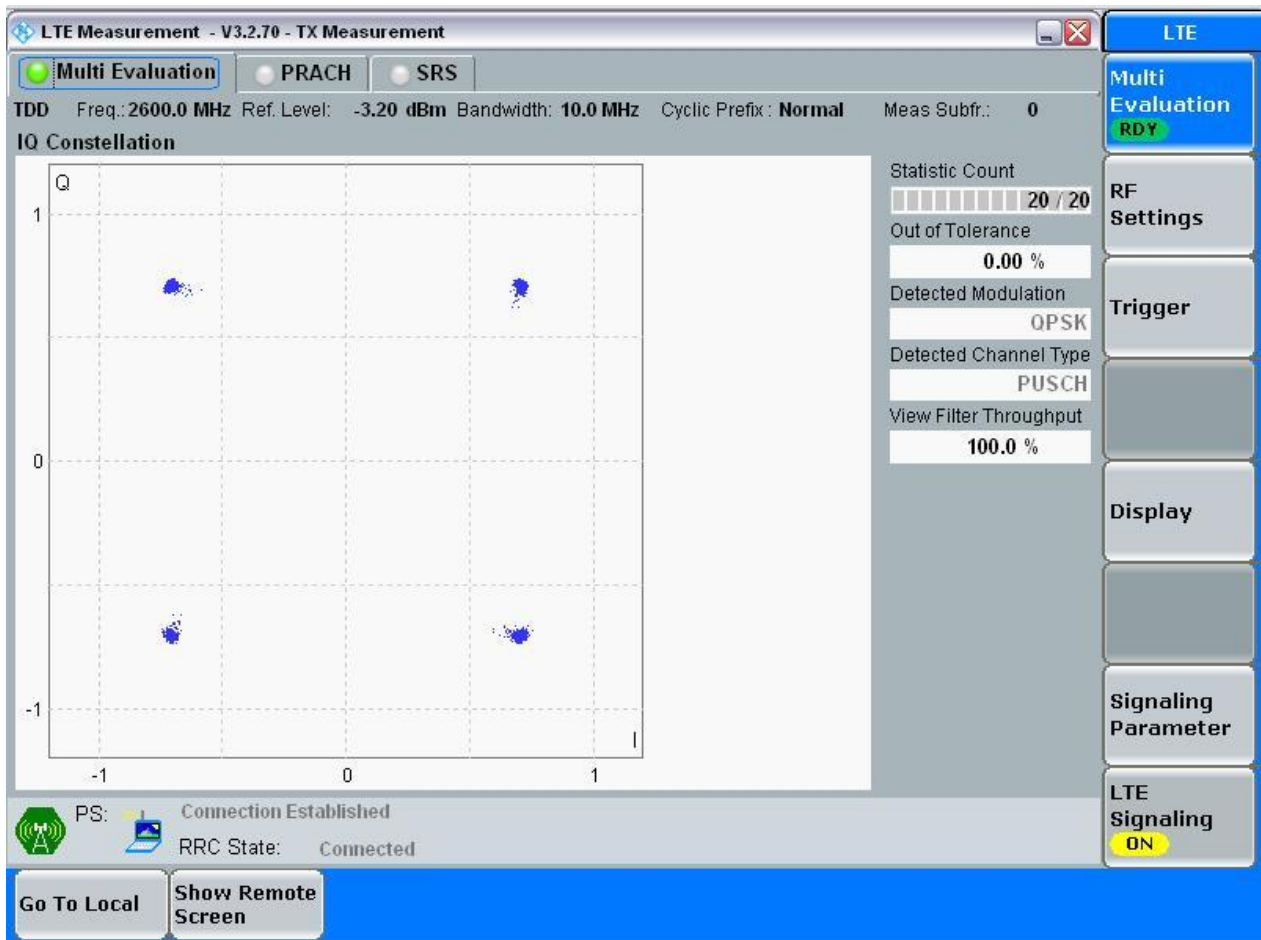 LTE Measurement - V3.2.70 - TX Measurement
LTE
Multi Evaluation PRACH SRS
TDD Freq.: 2600.0 MHz Ref. Level: -3.20 dBm Bandwidth: 10.0 MHz Cyclic Prefix : Normal Meas Subfr.: 0
IQ Constellation
Q
1
0
-1
I
-1 0 1
Statistic Count
20 / 20
Out of Tolerance
0.00 %
Detected Modulation
QPSK
Detected Channel Type
PUSCH
View Filter Throughput
100.0 %
Multi
Evaluation
RDY
RF
Settings
Trigger
Display
Signaling
Parameter
LTE
Signaling
ON
PS: Connection Established
RRC State: Connected
Go To Local
Show Remote
Screen